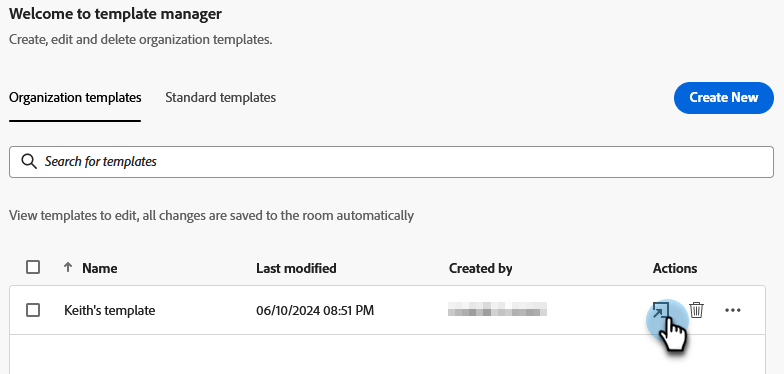 Welcome to template manager
Create, edit and delete organization templates.
Organization templates Standard templates Create New
Search for templates
View templates to edit, all changes are saved to the room automatically
Name Last modified Created by Actions
Keith's template 06/10/2024 08:51 PM